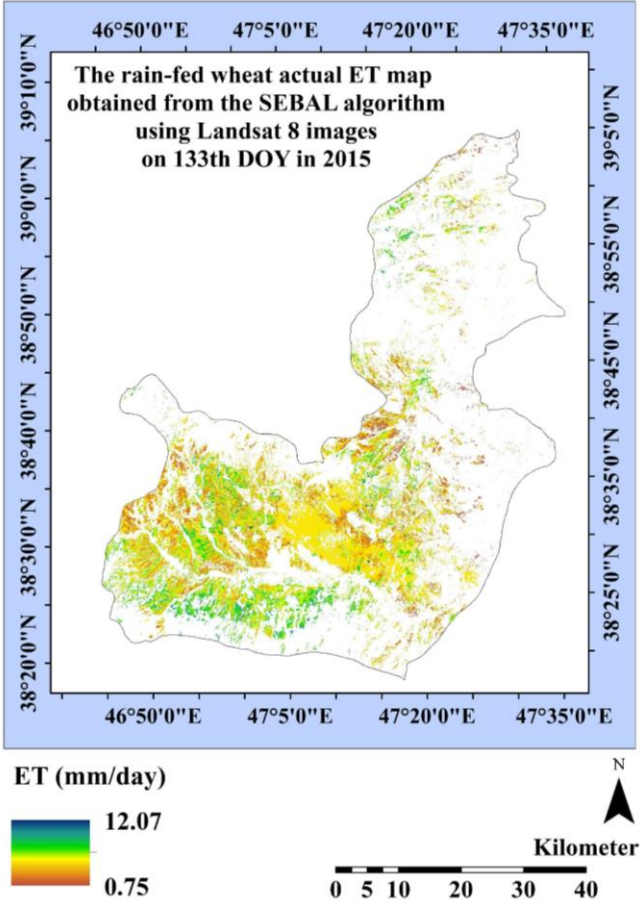 46°50'0"E 47°5'0"E 47°20'0"E 47°35'0"E
The rain-fed wheat actual ET map
obtained from the SEBAL algorithm
using Landsat 8 images
on 133th DOY in 2015
39°10'0"N
39°0'0"N
38°50'0"N
38°40'0"N
38°30'0"N
38°20'0"N
39°5'0"N
38°55'0"N
38°45'0"N
38°35'0"N
38°25'0"N
46°50'0"E 47°5'0"E 47°20'0"E 47°35'0"E
ET (mm/day)
12.07
0.75
N
Kilometer
0 5 10 20 30 40